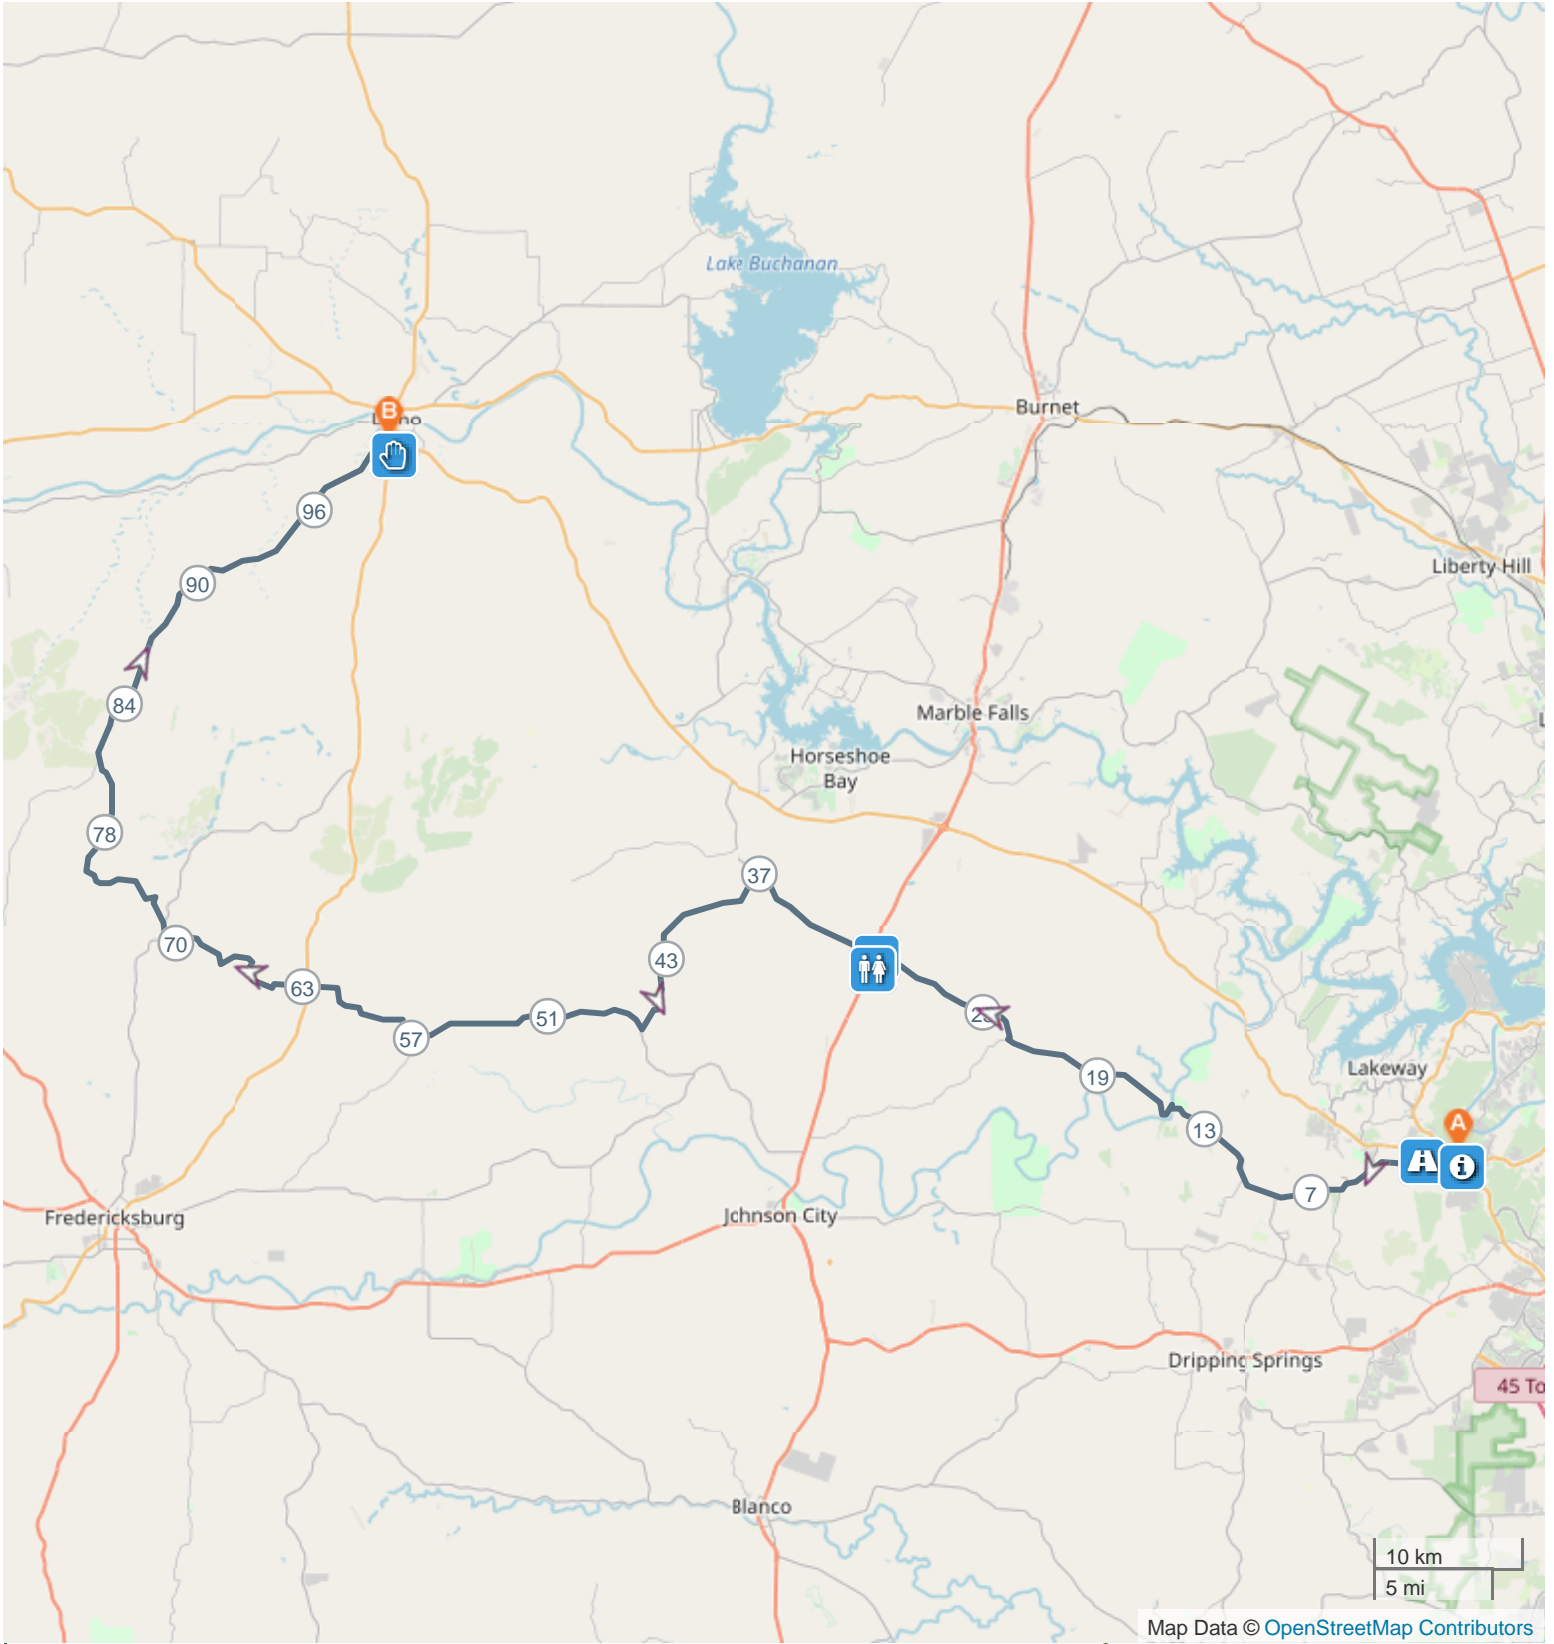 Lake Buchanan
B
Burnet
96
90
Liberty Hill
84
Marble Falls
Horseshoe
Bay
78
37
70
43
63
51
57
19
Lakeway
A
13
7
Fredericksburg
Johnson City
Dripping Springs
45 To
Blanco
10 km
5 mi
Map Data © OpenStreetMap Contributors